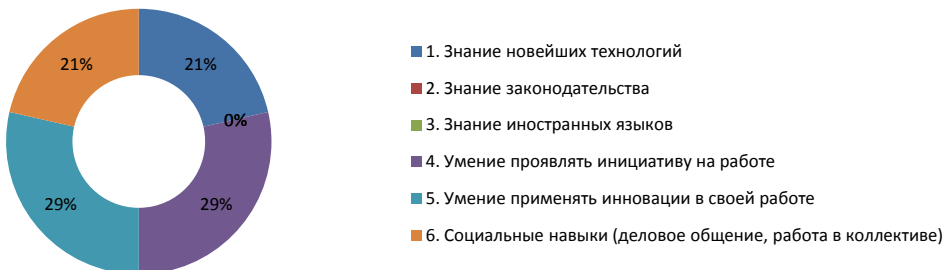 21%
21%
0%
29%
29%
1. Знание новейших технологий
2. Знание законодательства
3. Знание иностранных языков
4. Умение проявлять инициативу на работе
5. Умение применять инновации в своей работе
6. Социальные навыки (деловое общение, работа в коллективе)